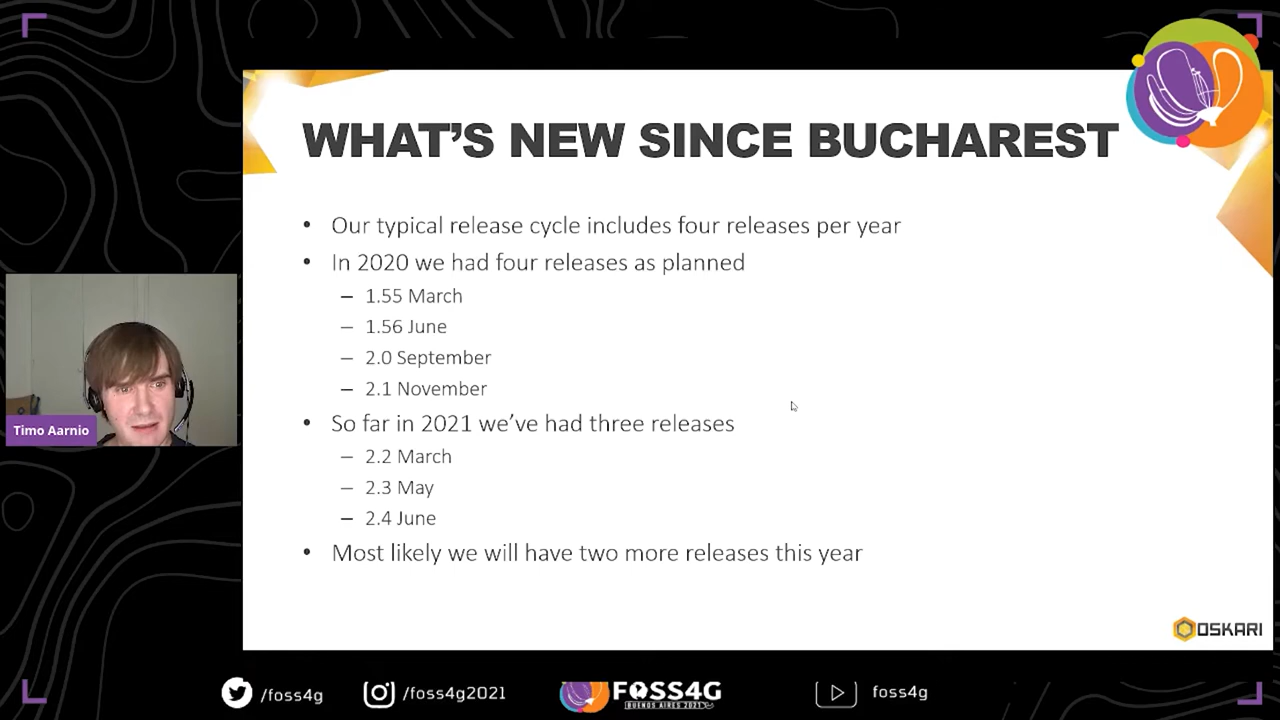 WHAT'S NEW SINCE BUCHAREST
• Our typical release cycle includes four releases per year
• In 2020 we had four releases as planned
– 1.55 March
– 1.56 June
– 2.0 September
– 2.1 November
• So far in 2021 we've had three releases
– 2.2 March
– 2.3 May
– 2.4 June
• Most likely we will have two more releases this year
Timo Aarnio
OSKARI
/foss4g
/foss4g2021
FOSS4G
BUENOS AIRES 2021
foss4g